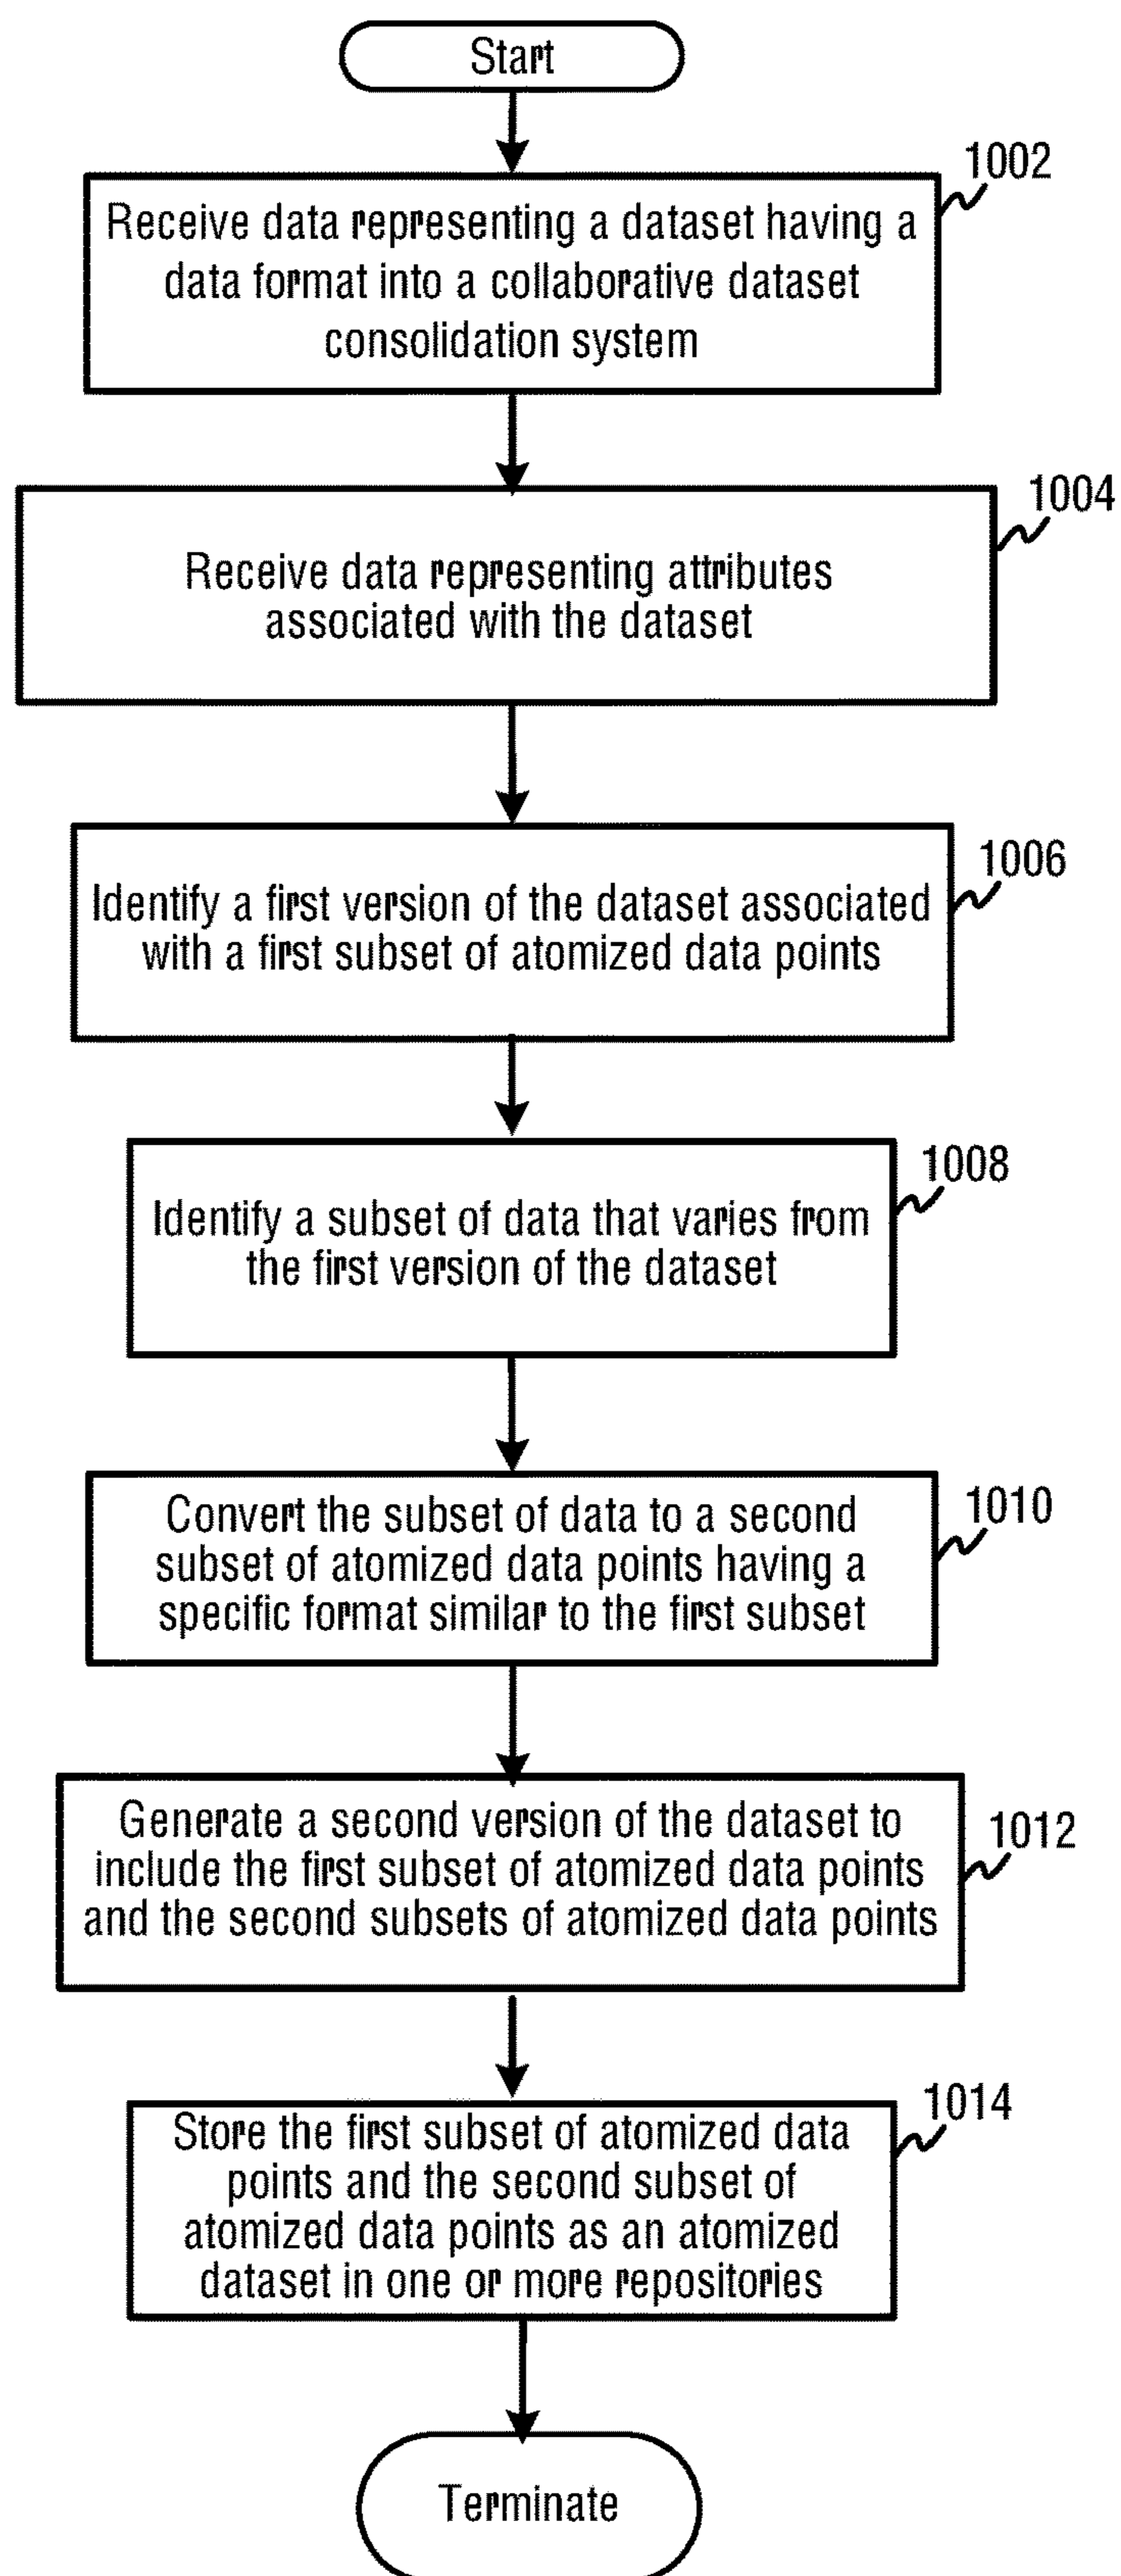 Start
1002
Receive data representing a dataset having a
data format into a collaborative dataset
consolidation system
1004
Receive data representing attributes
associated with the dataset
1006
Identify a first version of the dataset associated
with a first subset of atomized data points
1008
Identify a subset of data that varies from
the first version of the dataset
1010
Convert the subset of data to a second
subset of atomized data points having a
specific format similar to the first subset
1012
Generate a second version of the dataset to
include the first subset of atomized data points
and the second subsets of atomized data points
1014
Store the first subset of atomized data
points and the second subset of
atomized data points as an atomized
dataset in one or more repositories
Terminate